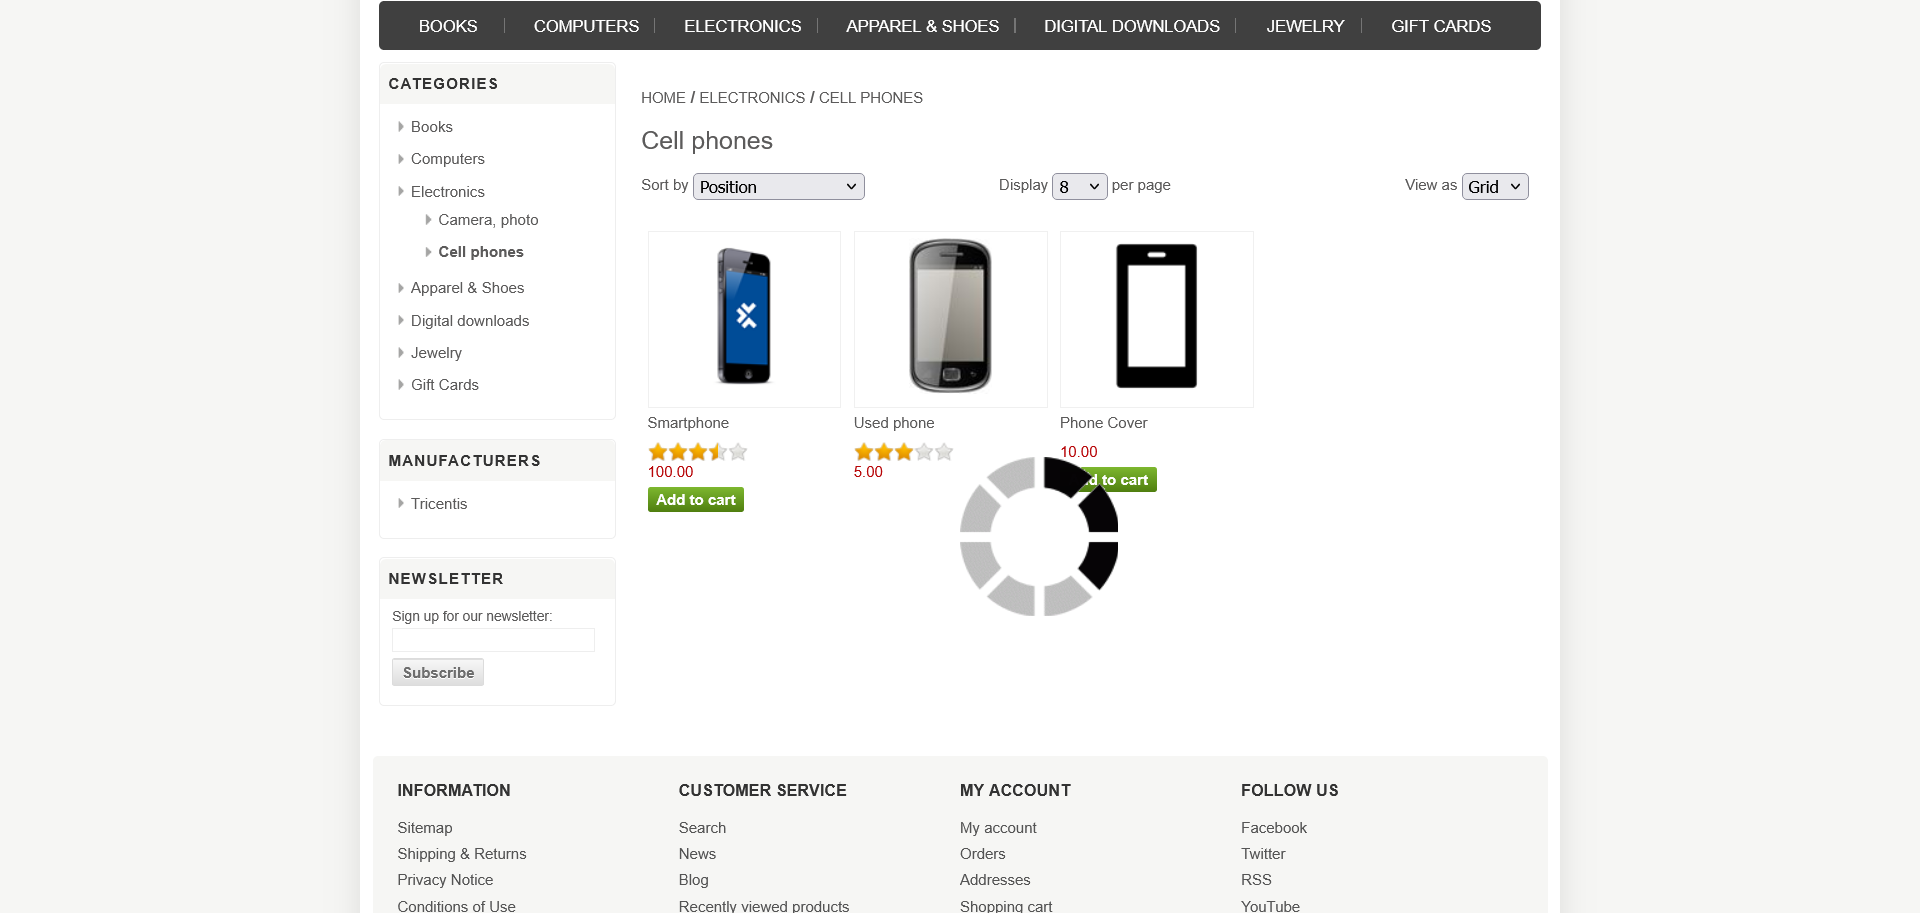 BOOKS COMPUTERS ELECTRONICS APPAREL & SHOES DIGITAL DOWNLOADS JEWELRY GIFT CARDS
CATEGORIES
Books
Computers
Electronics
Camera, photo
Cell phones
Apparel & Shoes
Digital downloads
Jewelry
Gift Cards
MANUFACTURERS
Tricentis
NEWSLETTER
Sign up for our newsletter:
Subscribe
HOME / ELECTRONICS / CELL PHONES
Cell phones
Sort by Position Display 8 per page View as Grid
Smartphone
100.00
Add to cart
Used phone
5.00
Phone Cover
10.00
to cart
INFORMATION
Sitemap
Shipping & Returns
Privacy Notice
Conditions of Use
CUSTOMER SERVICE
Search
News
Blog
Recently viewed products
MY ACCOUNT
My account
Orders
Addresses
Shopping cart
FOLLOW US
Facebook
Twitter
RSS
YouTube